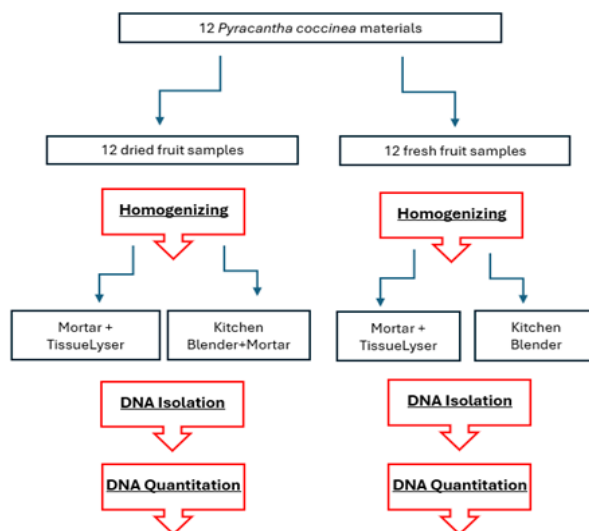 12 Pyracantha coccinea materials
12 dried fruit samples
12 fresh fruit samples
Homogenizing
Homogenizing
Mortar +
TissueLyser
Kitchen
Blender+Mortar
Mortar +
TissueLyser
Kitchen
Blender
DNA Isolation
DNA Isolation
DNA Quantitation
DNA Quantitation